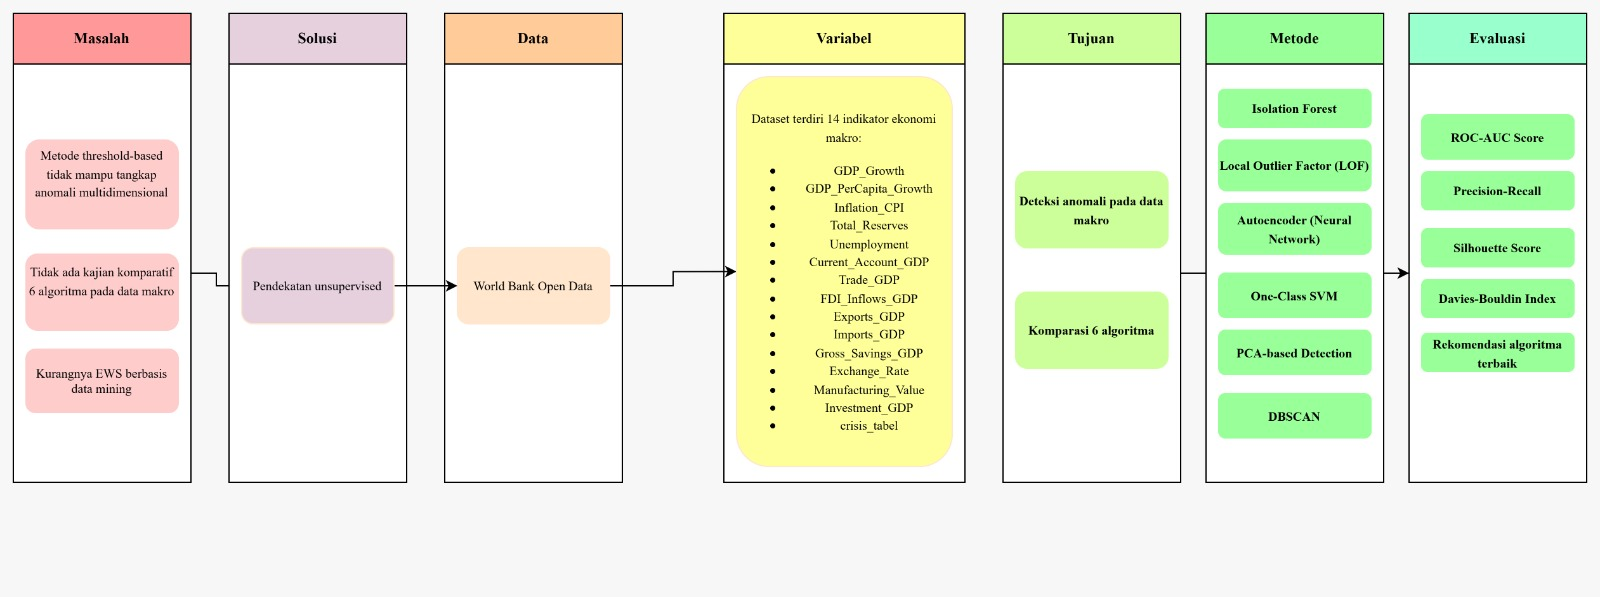 Masalah
Metode threshold-based
tidak mampu tangkap
anomali multidimensional
Tidak ada kajian komparatif
6 algoritma pada data makro
Kurangnya EWS berbasis
data mining
Solusi
Pendekatan unsupervised
Data
World Bank Open Data
Variabel
Dataset terdiri 14 indikator ekonomi
makro:
GDP_Growth
GDP_PerCapita_Growth
Inflation_CPI
Total_Reserves
Unemployment
Current_Account_GDP
Trade_GDP
FDI_Inflows_GDP
Exports_GDP
Imports_GDP
Gross_Savings_GDP
Exchange_Rate
Manufacturing_Value
Investment_GDP
crisis_tabel
Tujuan
Deteksi anomali pada data
makro
Komparasi 6 algoritma
Metode
Isolation Forest
Local Outlier Factor (LOF)
Autoencoder (Neural
Network)
One-Class SVM
PCA-based Detection
DBSCAN
Evaluasi
ROC-AUC Score
Precision-Recall
Silhouette Score
Davies-Bouldin Index
Rekomendasi algoritma
terbaik